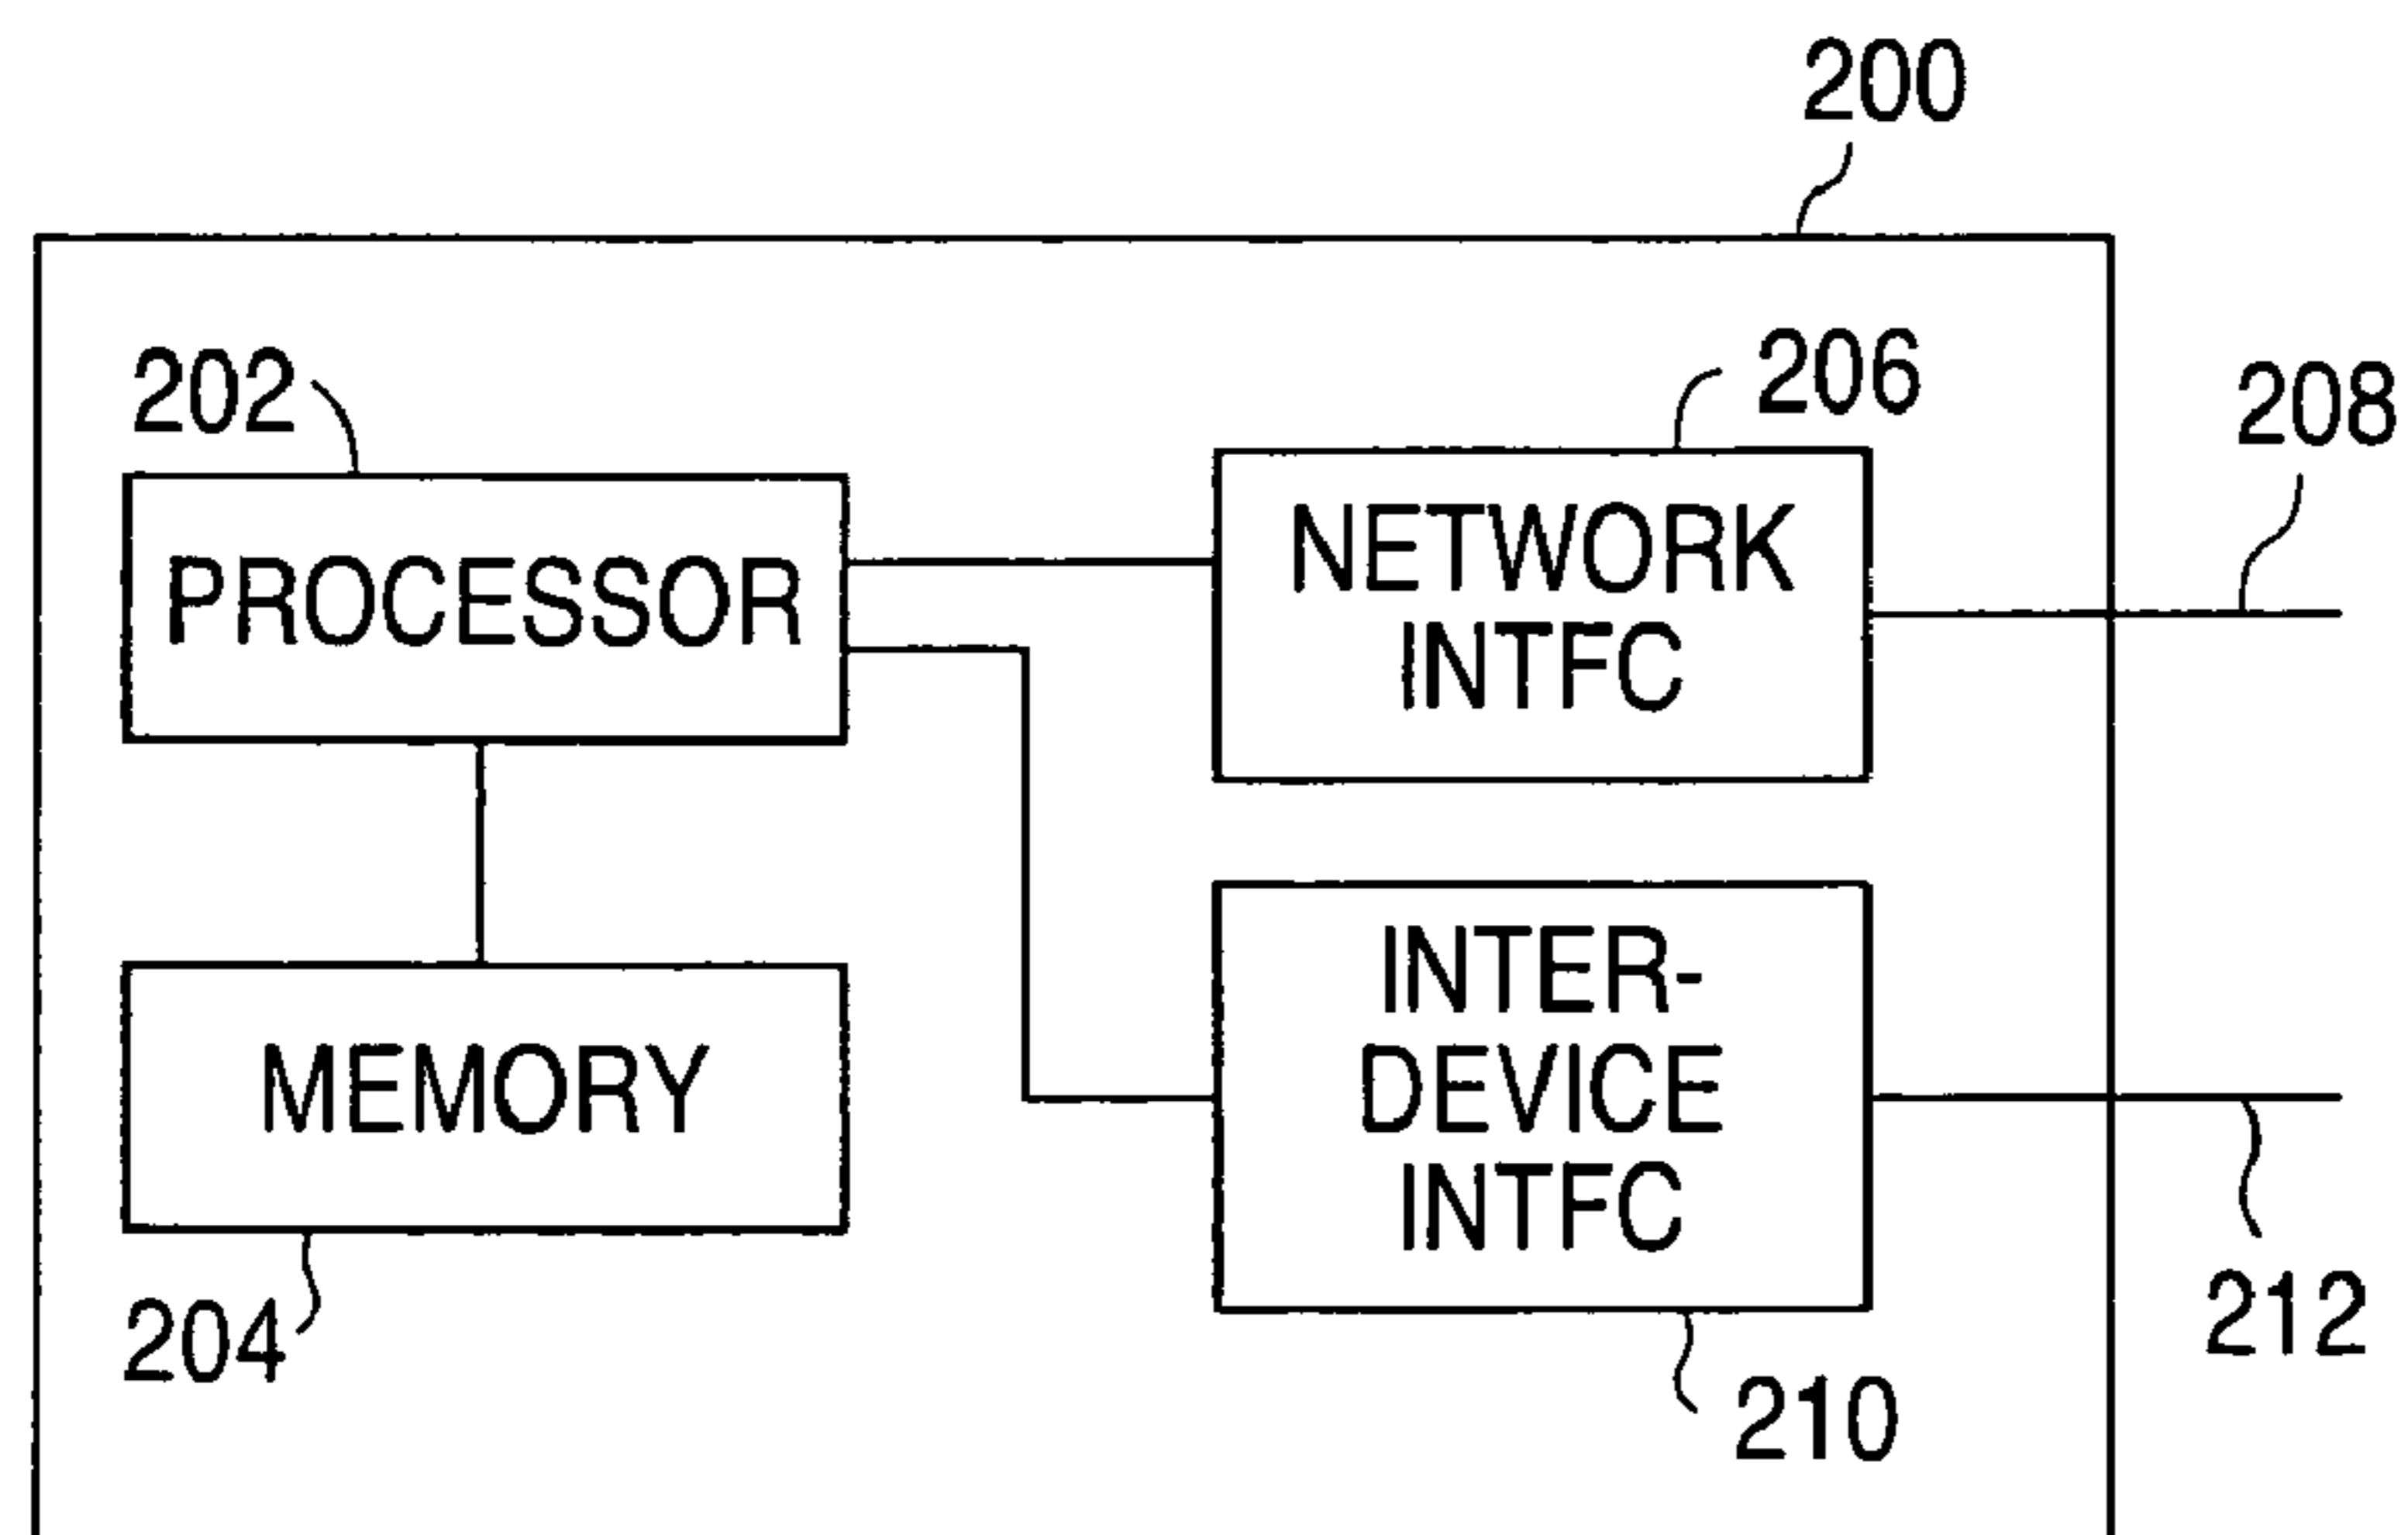 200
202
206
208
PROCESSOR
NETWORK
INTFC
MEMORY
INTER-
DEVICE
INTFC
204
210
212